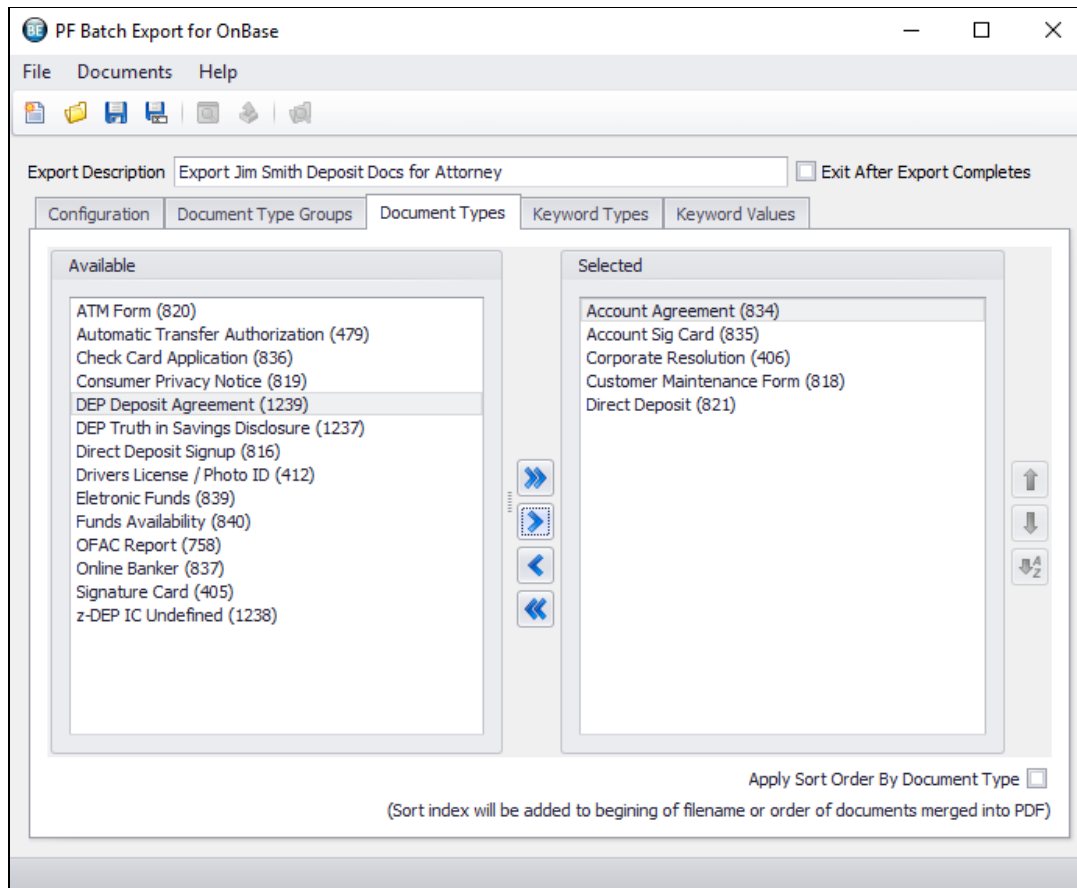 BE PF Batch Export for OnBase
File Documents Help
Export Description Export Jim Smith Deposit Docs for Attorney Exit After Export Completes
Configuration Document Type Groups Document Types Keyword Types Keyword Values
Available
ATM Form (820)
Automatic Transfer Authorization (479)
Check Card Application (836)
Consumer Privacy Notice (819)
DEP Deposit Agreement (1239)
DEP Truth in Savings Disclosure (1237)
Direct Deposit Signup (816)
Drivers License / Photo ID (412)
Eletronic Funds (839)
Funds Availability (840)
OFAC Report (758)
Online Banker (837)
Signature Card (405)
z-DEP IC Undefined (1238)
Selected
Account Agreement (834)
Account Sig Card (835)
Corporate Resolution (406)
Customer Maintenance Form (818)
Direct Deposit (821)
A
Z
Apply Sort Order By Document Type
(Sort index will be added to begining of filename or order of documents merged into PDF)